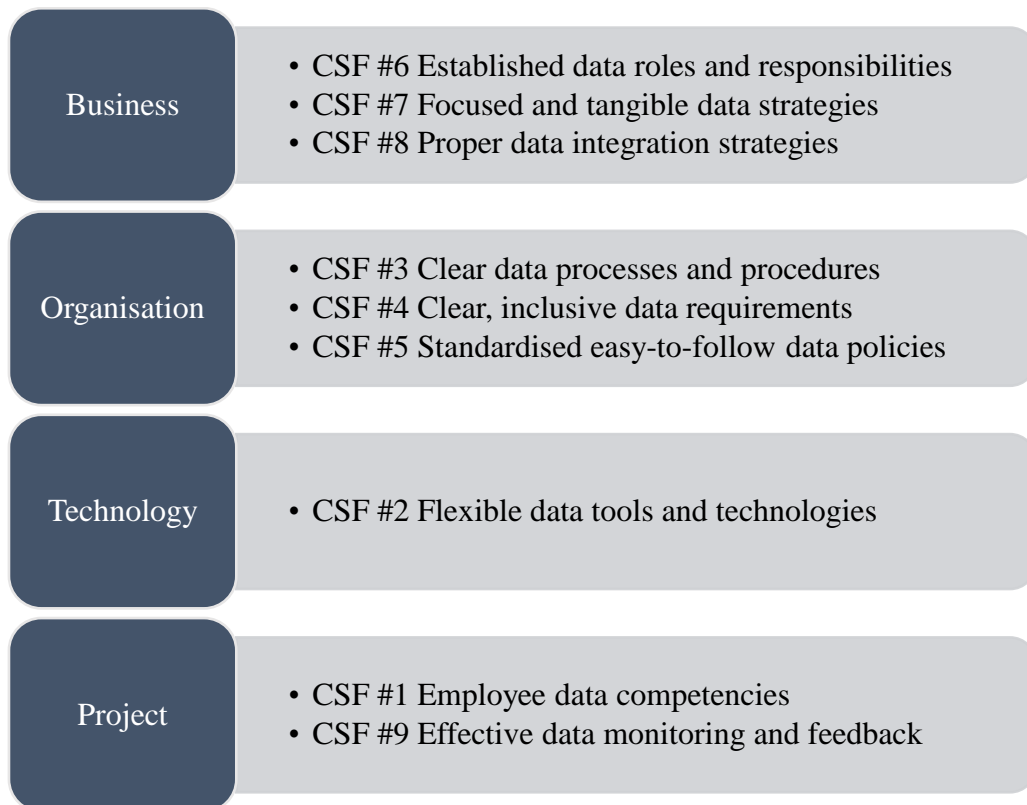 Business
• CSF #6 Established data roles and responsibilities
• CSF #7 Focused and tangible data strategies
• CSF #8 Proper data integration strategies
Organisation
• CSF #3 Clear data processes and procedures
• CSF #4 Clear, inclusive data requirements
• CSF #5 Standardised easy-to-follow data policies
Technology
• CSF #2 Flexible data tools and technologies
Project
• CSF #1 Employee data competencies
• CSF #9 Effective data monitoring and feedback